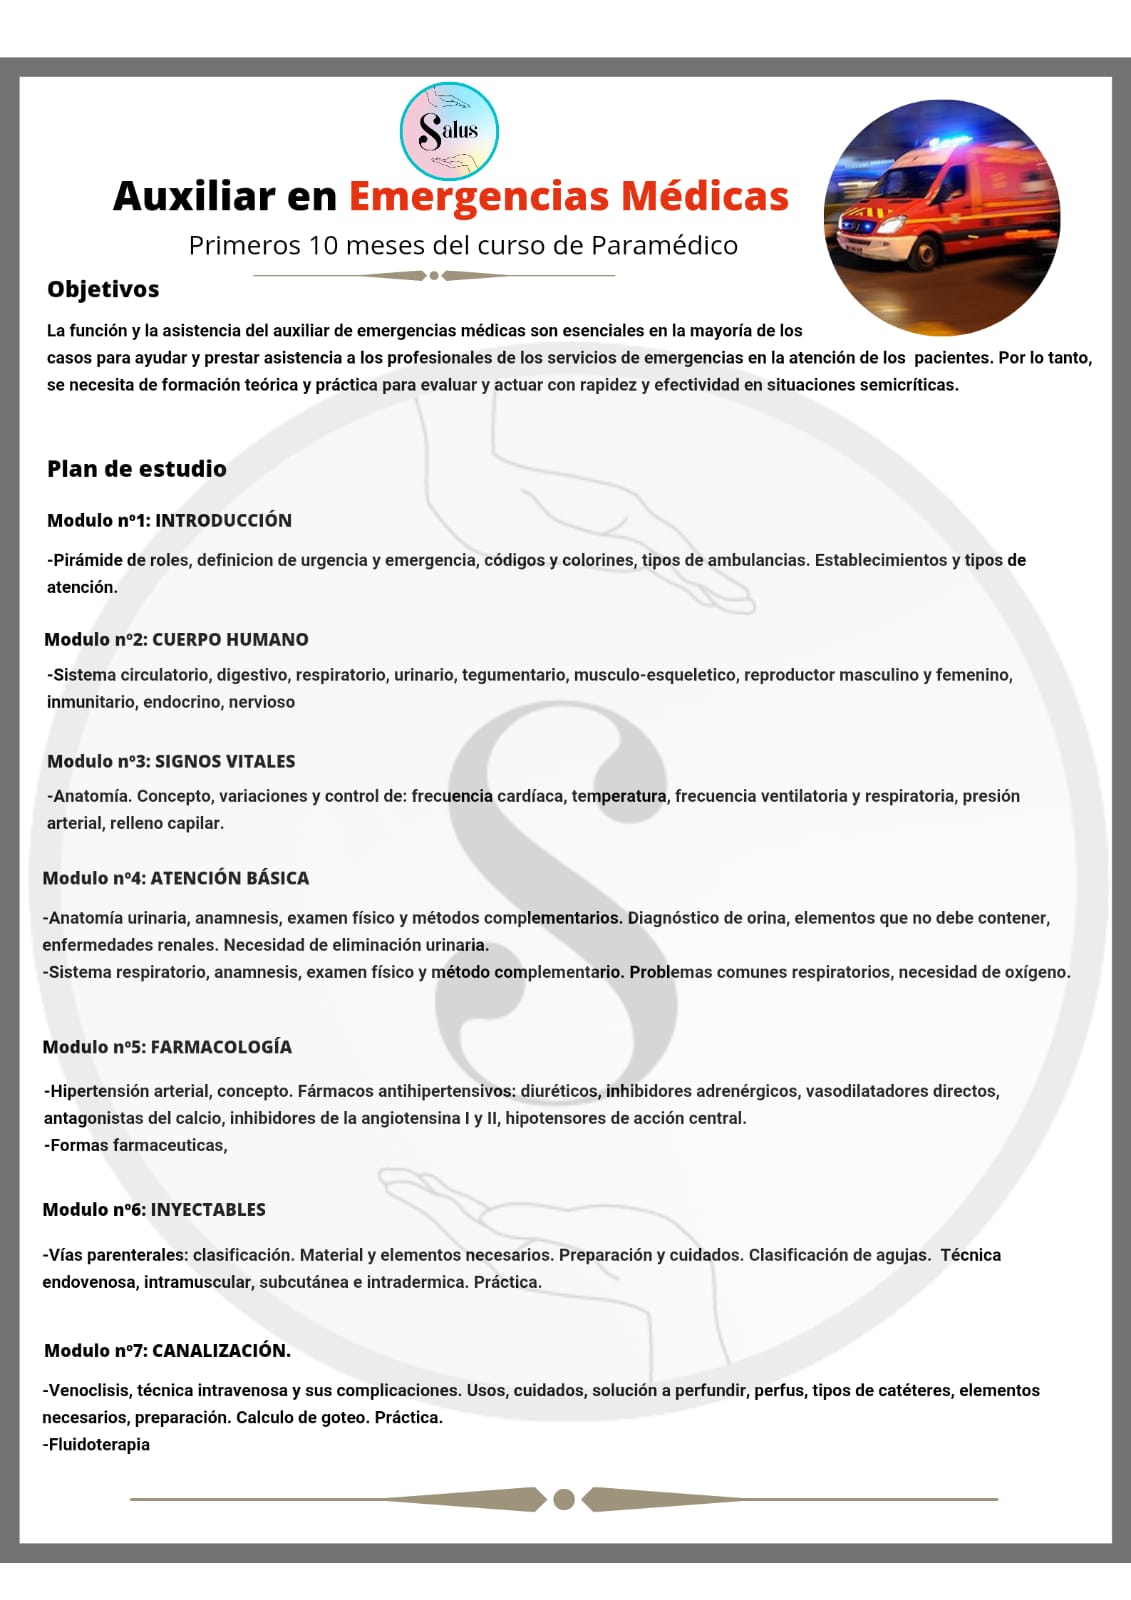 Salus
Auxiliar en Emergencias Médicas
Primeros 10 meses del curso de Paramédico
Objetivos
La función y la asistencia del auxiliar de emergencias médicas son esenciales en la mayoría de los
casos para ayudar y prestar asistencia a los profesionales de los servicios de emergencias en la atención de los  pacientes. Por lo tanto,
se necesita de formación teórica y práctica para evaluar y actuar con rapidez y efectividad en situaciones semicríticas.
Plan de estudio
Modulo nº1: INTRODUCCIÓN
-Pirámide de roles, definicion de urgencia y emergencia, códigos y colorines, tipos de ambulancias. Establecimientos y tipos de
atención.
Modulo nº2: CUERPO HUMANO
-Sistema circulatorio, digestivo, respiratorio, urinario, tegumentario, musculo-esqueletico, reproductor masculino y femenino,
inmunitario, endocrino, nervioso
Modulo nº3: SIGNOS VITALES
-Anatomía. Concepto, variaciones y control de: frecuencia cardíaca, temperatura, frecuencia ventilatoria y respiratoria, presión
arterial, relleno capilar.
Modulo nº4: ATENCIÓN BÁSICA
-Anatomía urinaria, anamnesis, examen físico y métodos complementarios. Diagnóstico de orina, elementos que no debe contener,
enfermedades renales. Necesidad de eliminación urinaria.
-Sistema respiratorio, anamnesis, examen físico y método complementario. Problemas comunes respiratorios, necesidad de oxígeno.
Modulo nº5: FARMACOLOGÍA
-Hipertensión arterial, concepto. Fármacos antihipertensivos: diuréticos, inhibidores adrenérgicos, vasodilatadores directos,
antagonistas del calcio, inhibidores de la angiotensina I y II, hipotensores de acción central.
-Formas farmaceuticas,
Modulo nº6: INYECTABLES
-Vías parenterales: clasificación. Material y elementos necesarios. Preparación y cuidados. Clasificación de agujas.  Técnica
endovenosa, intramuscular, subcutánea e intradermica. Práctica.
Modulo nº7: CANALIZACIÓN.
-Venoclisis, técnica intravenosa y sus complicaciones. Usos, cuidados, solución a perfundir, perfus, tipos de catéteres, elementos
necesarios, preparación. Calculo de goteo. Práctica.
-Fluidoterapia
S